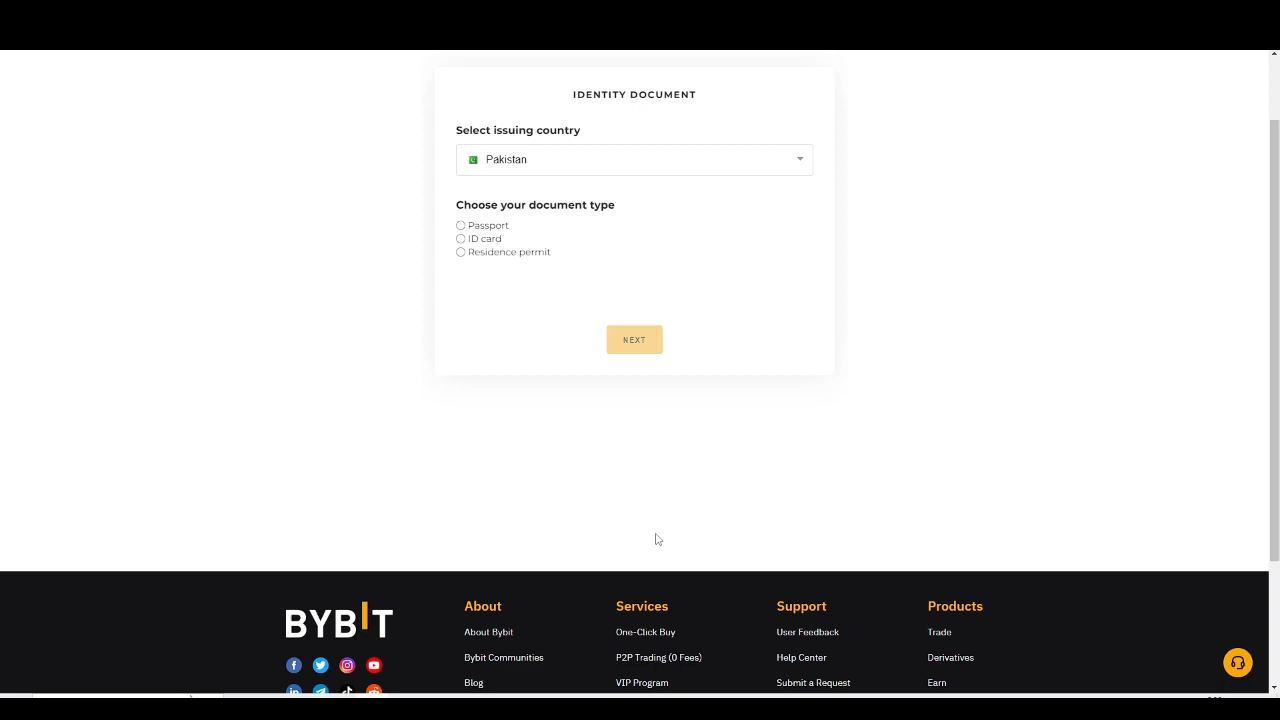 IDENTITY DOCUMENT
Select issuing country
Pakistan
Choose your document type
Passport
ID card
Residence permit
NEXT
BYBIT
About
Services
Support
Products
About Bybit
One-Click Buy
User Feedback
Trade
Bybit Communities
P2P Trading (0 Fees)
Help Center
Derivatives
Blog
VIP Program
Submit a Request
Earn